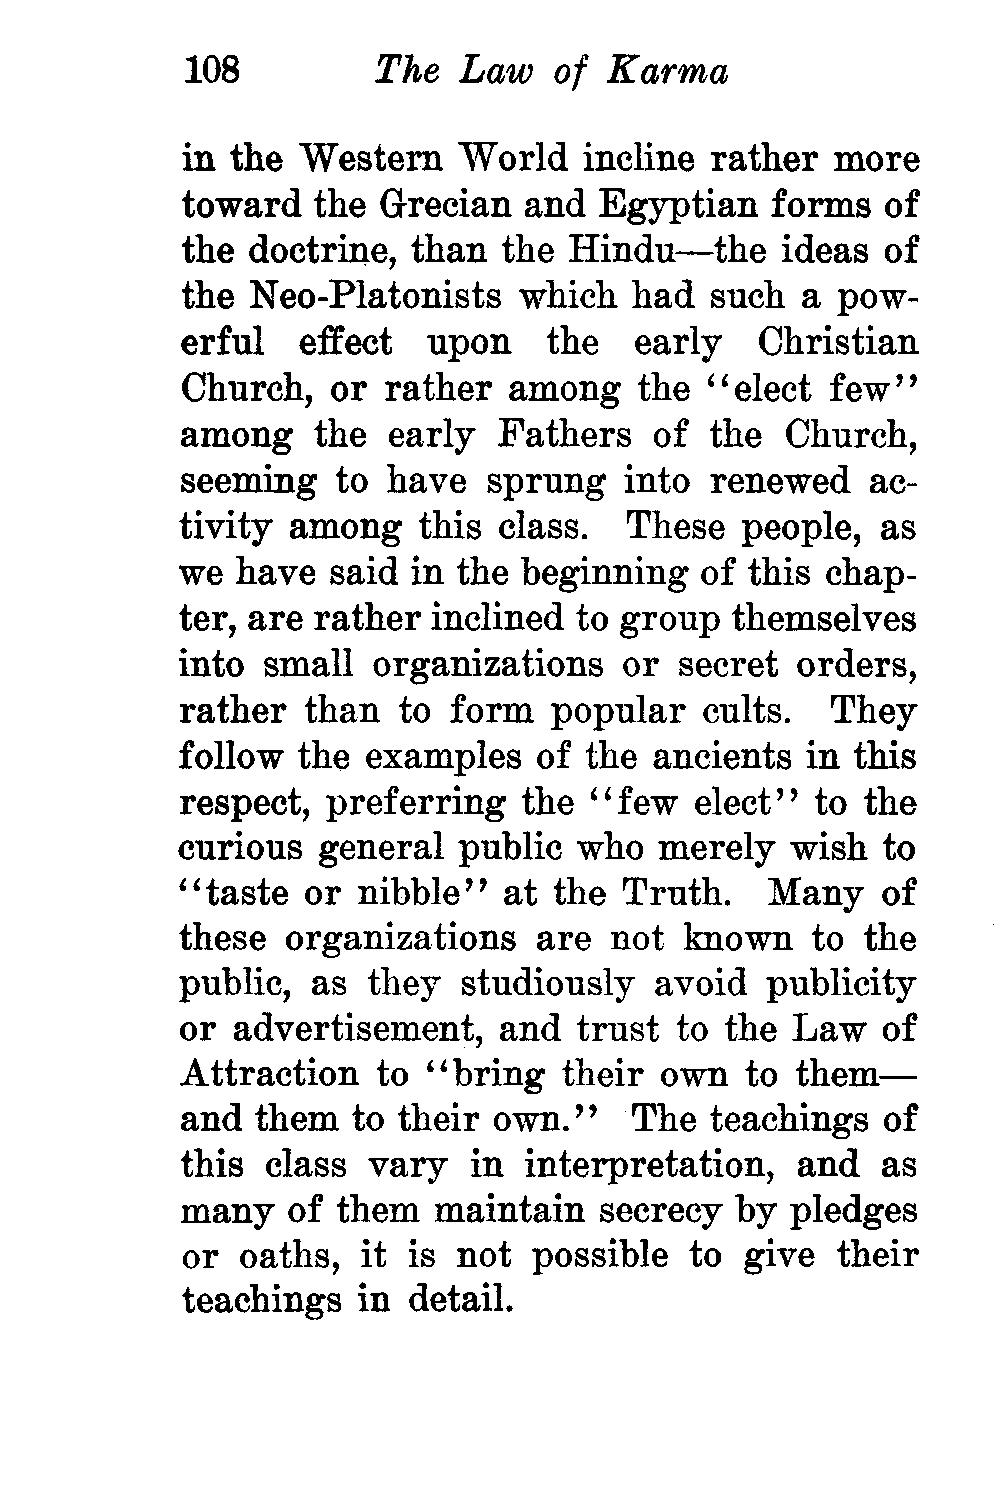 108 The Law of Karma
in the Western World incline rather more
toward the Grecian and Egyptian forms of
the doctrine, than the Hindu—the ideas of
the Neo-Platonists which had such a pow-
erful effect upon the early Christian
Church, or rather among the "elect few"
among the early Fathers of the Church,
seeming to have sprung into renewed ac-
tivity among this class. These people, as
we have said in the beginning of this chap-
ter, are rather inclined to group themselves
into small organizations or secret orders,
rather than to form popular cults. They
follow the examples of the ancients in this
respect, preferring the "few elect" to the
curious general public who merely wish to
"taste or nibble" at the Truth. Many of
these organizations are not known to the
public, as they studiously avoid publicity
or advertisement, and trust to the Law of
Attraction to "bring their own to them—
and them to their own." The teachings of
this class vary in interpretation, and as
many of them maintain secrecy by pledges
or oaths, it is not possible to give their
teachings in detail.